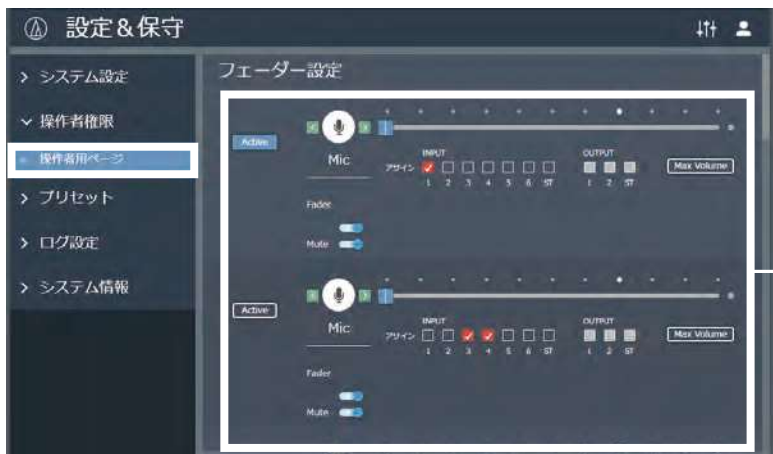 設定&保守
> システム設定
操作者権限
操作者用ページ
> プリセット
> ログ設定
> システム情報
フェーダー設定
Active
Mic
アサイン
INPUT
1 2 3 4 5 6 ST
OUTPUT
1 2 ST
Max Volume
Fader
Mute
Active
Mic
アサイン
INPUT
1 2 3 4 5 6 ST
OUTPUT
1 2 ST
Max Volume
Fader
Mute